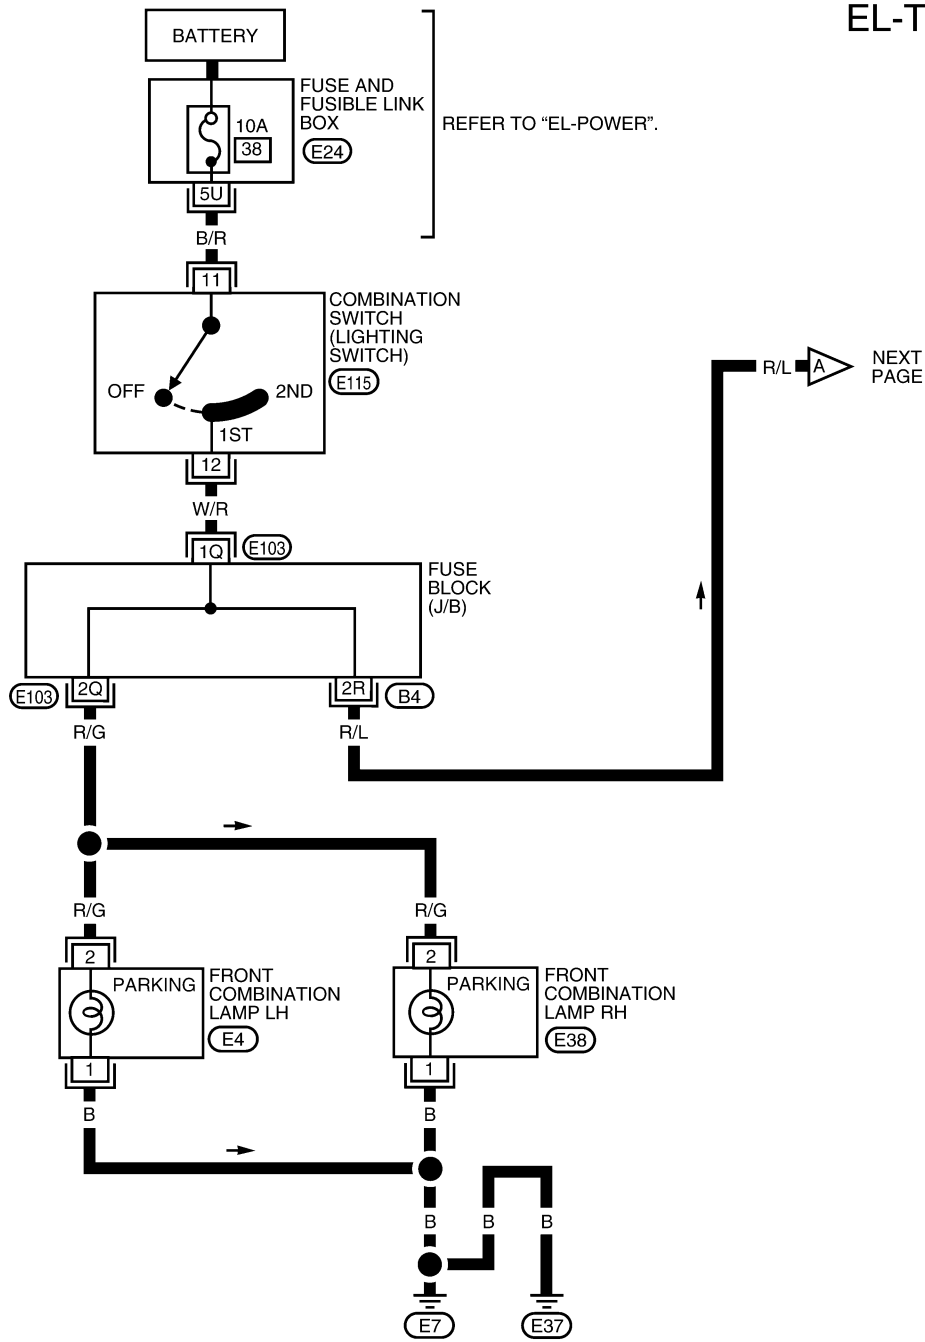 EL-T
BATTERY
FUSE AND
FUSIBLE LINK
BOX
10A
38
E24
REFER TO “EL-POWER”.
5U
B/R
11
COMBINATION
SWITCH
(LIGHTING
SWITCH)
E115
OFF
2ND
1ST
R/L
A
NEXT
PAGE
12
W/R
1Q
E103
FUSE
BLOCK
(J/B)
E103
2Q
2R
B4
R/G
R/L
R/G
R/G
2
2
PARKING
FRONT
COMBINATION
LAMP LH
E4
PARKING
FRONT
COMBINATION
LAMP RH
E38
1
1
B
B
B
B
B
E7
E37